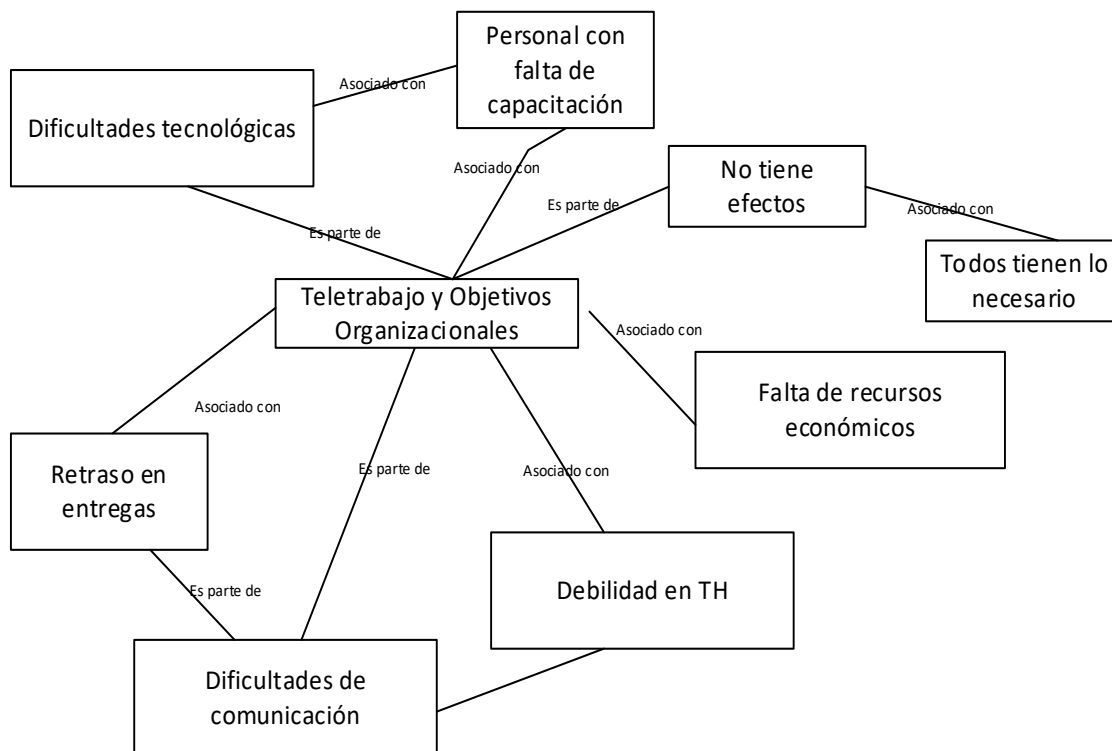 Personal con
falta de
capacitación
Asociado con
Dificultades tecnológicas
Asociado con
No tiene
efectos
Es parte de
Asociado con
Es parte de
Todos tienen lo
necesario
Teletrabajo y Objetivos
Organizacionales
Asociado con
Falta de recursos
económicos
Asociado con
Retraso en
entregas
Es parte de
Asociado con
Es parte de
Debilidad en TH
Dificultades de
comunicación